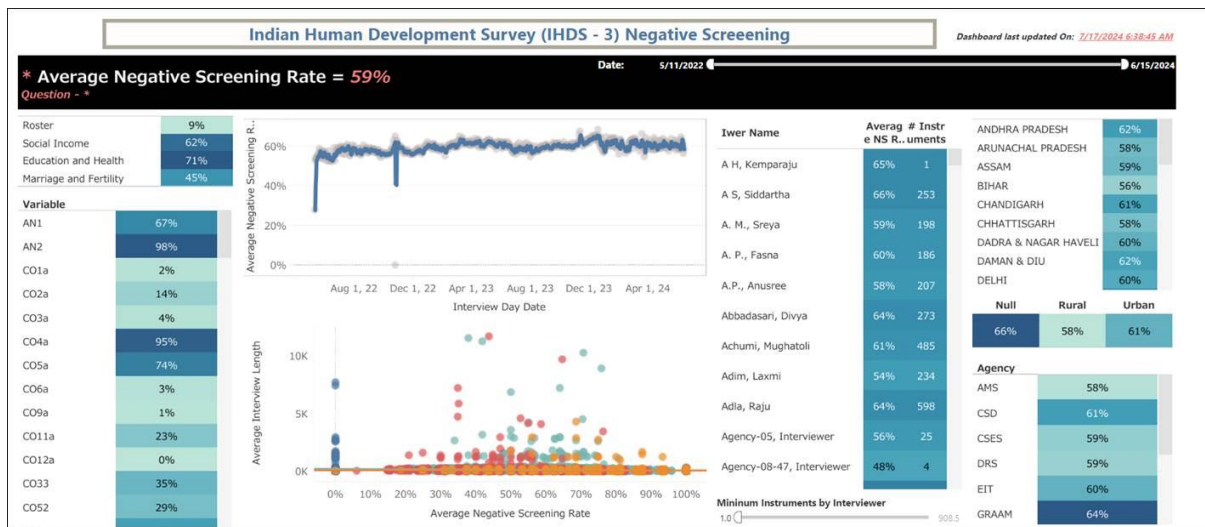 Indian Human Development Survey (IHDS - 3) Negative Screeening
Dashboard last updated On: 7/17/2024 6:38:45 AM
* Average Negative Screening Rate = 59%
Question - *
Date: 5/11/2022 6/15/2024
Roster 9%
Social Income 62%
Education and Health 71%
Marriage and Fertility 45%
Variable
AN1 67%
AN2 98%
CO1a 2%
CO2a 14%
CO3a 4%
CO4a 95%
CO5a 74%
CO6a 3%
CO9a 1%
CO11a 23%
CO12a 0%
CO33 35%
CO52 29%
Average Negative Screening R..
60%
40%
20%
0%
Aug 1, 22 Dec 1, 22 Apr 1, 23 Aug 1, 23 Dec 1, 23 Apr 1, 24
Interview Day Date
Average Interview Length
10K
5K
0K
0% 10% 20% 30% 40% 50% 60% 70% 80% 90% 100%
Average Negative Screening Rate
Iwer Name Averag e NS R.. # Instr uments
A H, Kemparaju 65% 1
A S, Siddartha 66% 253
A. M., Sreya 59% 198
A. P., Fasna 60% 186
A.P., Anusree 58% 207
Abbadasari, Divya 64% 273
Achumi, Mughatoli 61% 485
Adim, Laxmi 54% 234
Adla, Raju 64% 598
Agency-05, Interviewer 56% 25
Agency-08-47, Interviewer 48% 4
Mininum Instruments by Interviewer
1.0 908.5
ANDHRA PRADESH 62%
ARUNACHAL PRADESH 58%
ASSAM 59%
BIHAR 56%
CHANDIGARH 61%
CHHATTISGARH 58%
DADRA & NAGAR HAVELI 60%
DAMAN & DIU 62%
DELHI 60%
Null Rural Urban
66% 58% 61%
Agency
AMS 58%
CSD 61%
CSES 59%
DRS 59%
EIT 60%
GRAAM 64%